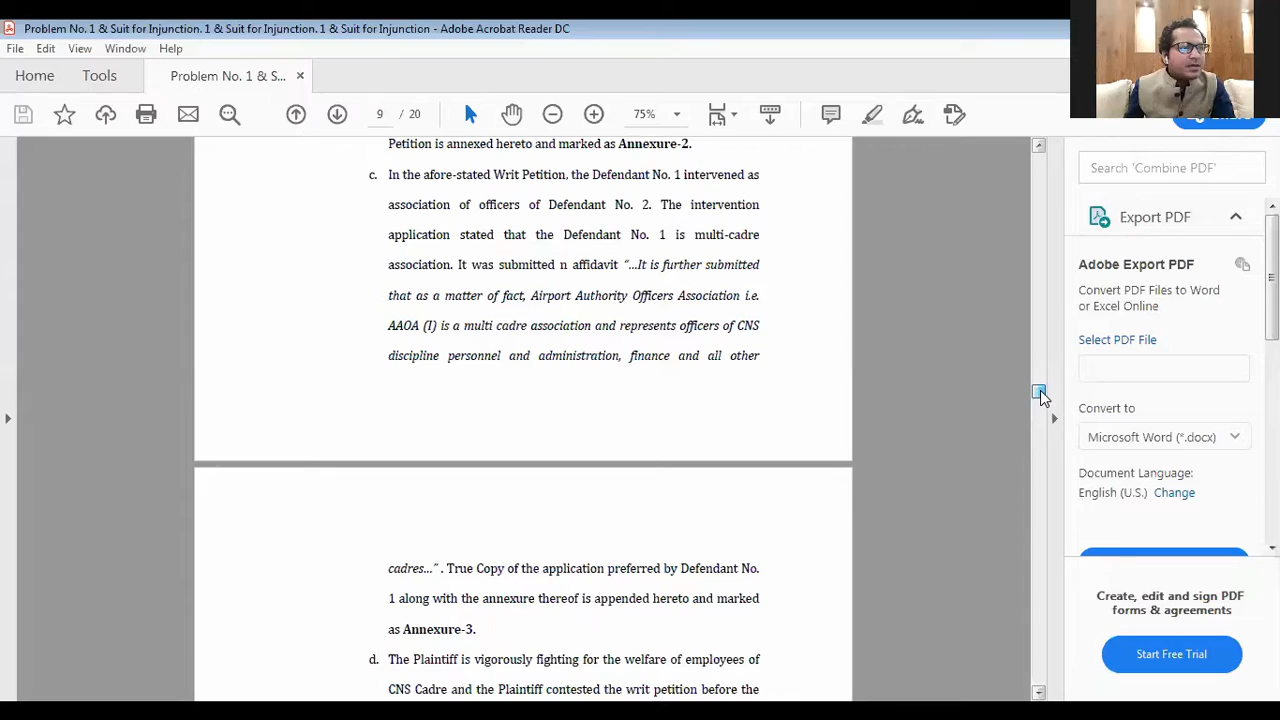 Problem No. 1 & Suit for Injunction. 1 & Suit for Injunction. 1 & Suit for Injunction - Adobe Acrobat Reader DC
File Edit View Window Help
Home Tools Problem No. 1 & S... ×
9 / 20 75%
Petition is annexed hereto and marked as Annexure-2.
c. In the afore-stated Writ Petition, the Defendant No. 1 intervened as
association of officers of Defendant No. 2. The intervention
application stated that the Defendant No. 1 is multi-cadre
association. It was submitted n affidavit “...It is further submitted
that as a matter of fact, Airport Authority Officers Association i.e.
AAOA (I) is a multi cadre association and represents officers of CNS
discipline personnel and administration, finance and all other
cadres...” . True Copy of the application preferred by Defendant No.
1 along with the annexure thereof is appended hereto and marked
as Annexure-3.
d. The Plaintiff is vigorously fighting for the welfare of employees of
CNS Cadre and the Plaintiff contested the writ petition before the
Search 'Combine PDF'
Export PDF
Adobe Export PDF
Convert PDF Files to Word
or Excel Online
Select PDF File
Convert to
Microsoft Word (*.docx)
Document Language:
English (U.S.) Change
Create, edit and sign PDF
forms & agreements
Start Free Trial